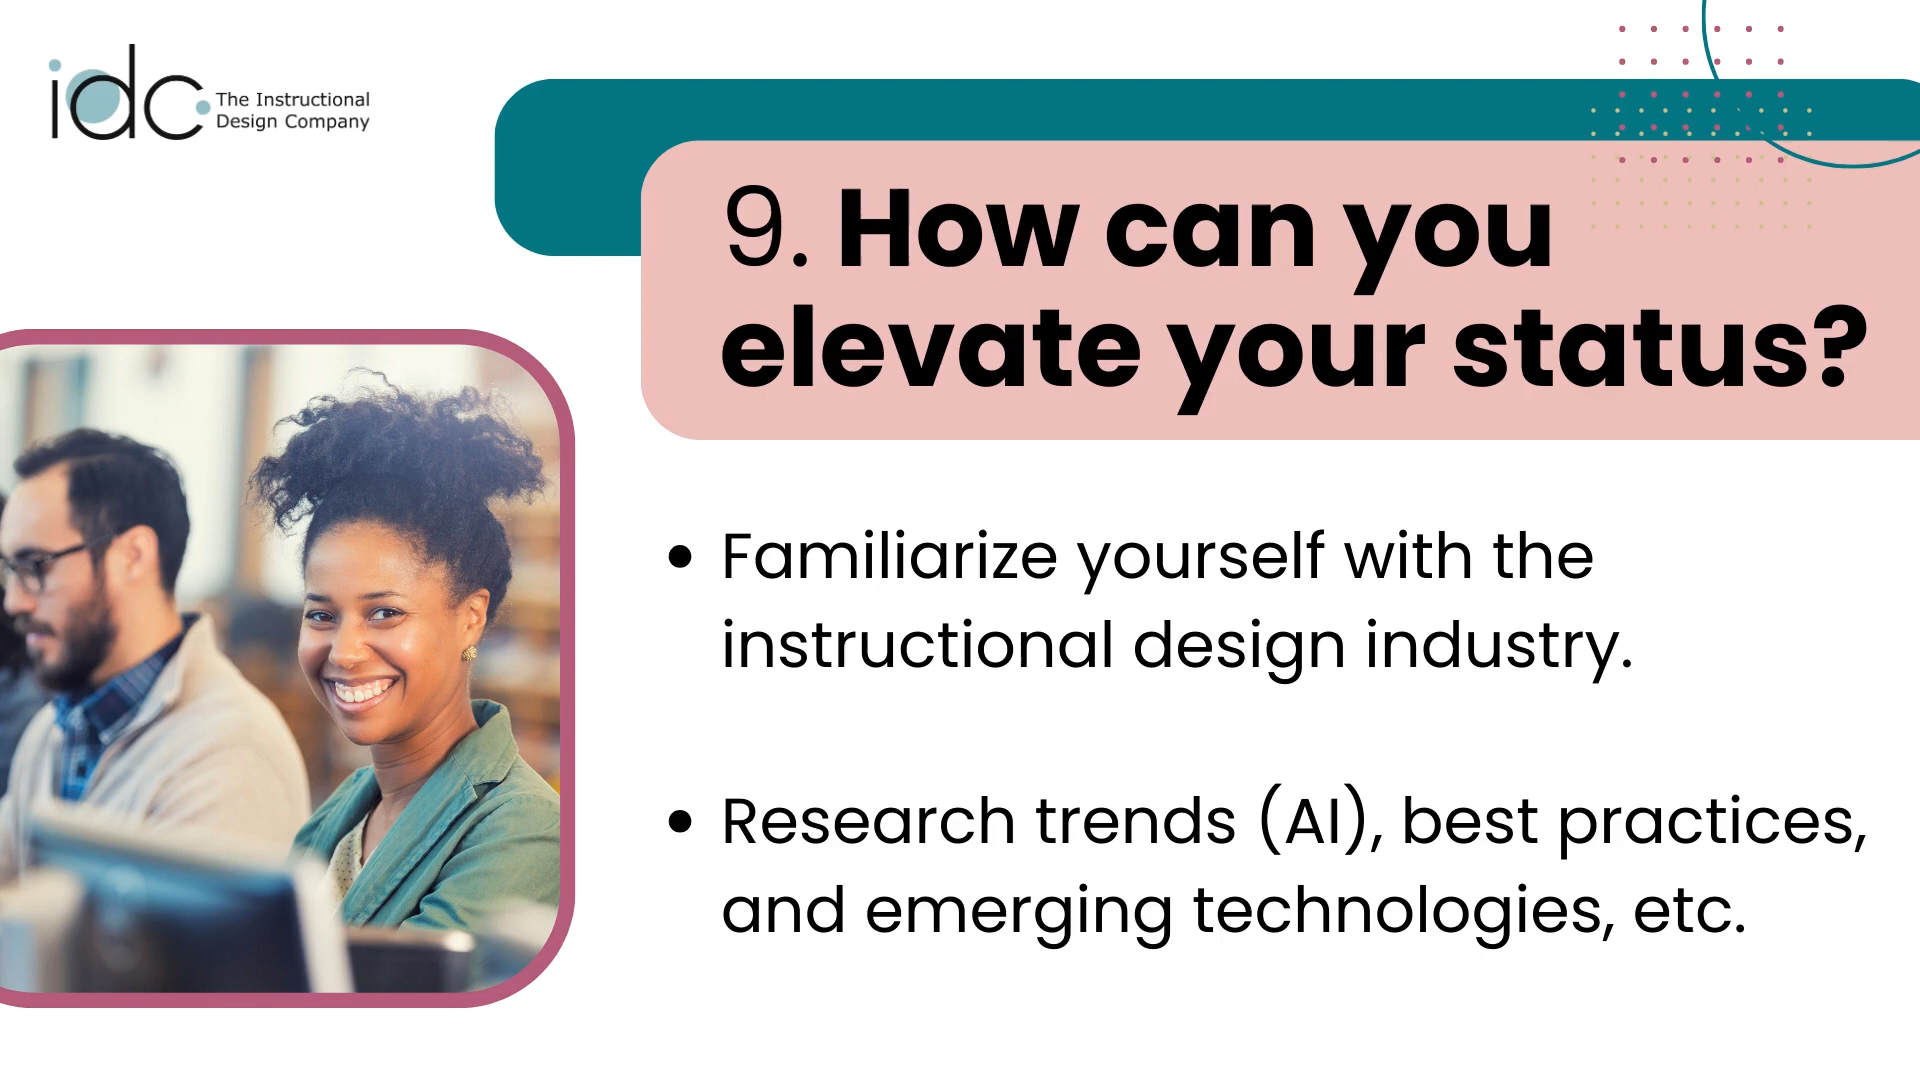 idc
The Instructional
Design Company
9. How can you
elevate your status?
• Familiarize yourself with the
instructional design industry.
• Research trends (AI), best practices,
and emerging technologies, etc.